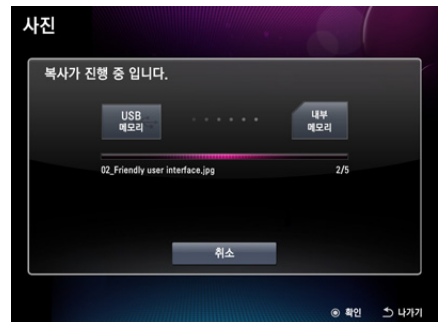 사진
복사가 진행 중 입니다.
USB
메모리
내부
메모리
02_Friendly user interface.jpg
2/5
취소
확인
나가기